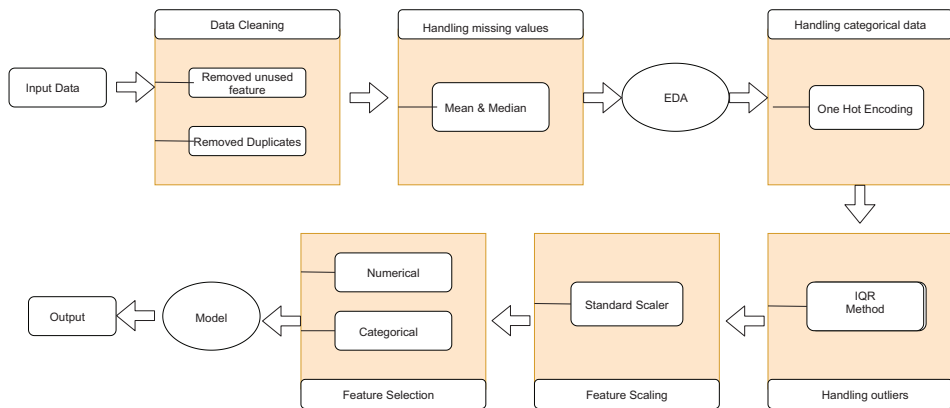 Data Cleaning
Handling missing values
Handling categorical data
Input Data
Removed unused
feature
Removed Duplicates
Mean & Median
EDA
One Hot Encoding
Output
Model
Numerical
Categorical
Standard Scaler
IQR
Method
Feature Selection
Feature Scaling
Handling outliers